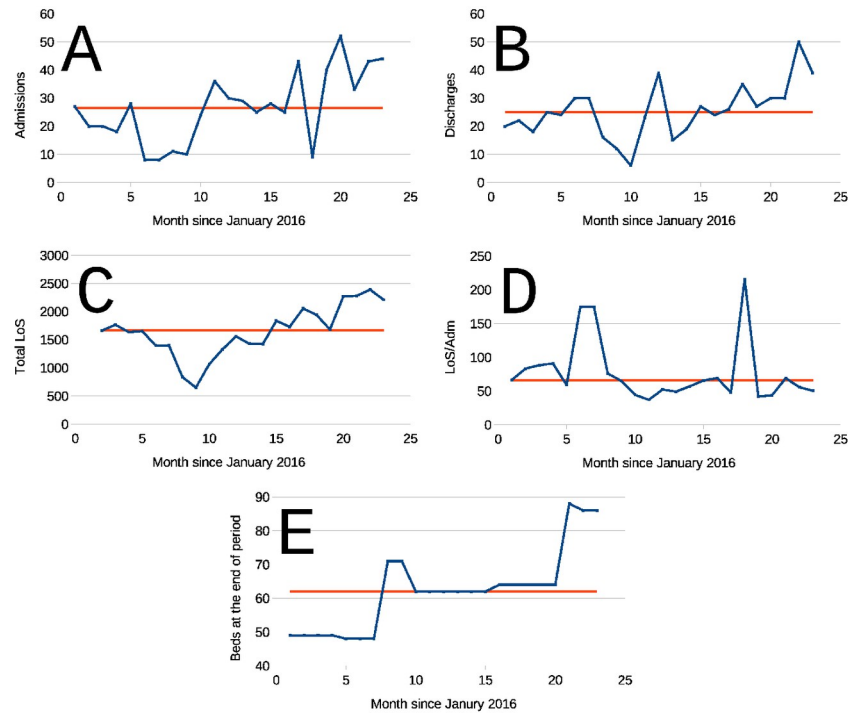 A
Admissions
60
50
40
30
20
10
0
0 5 10 15 20 25
Month since January 2016
B
Discharges
60
50
40
30
20
10
0
0 5 10 15 20 25
Month since January 2016
C
Total LoS
3000
2500
2000
1500
1000
500
0
0 5 10 15 20 25
Month since January 2016
D
LoS/Adm
250
200
150
100
50
0
0 5 10 15 20 25
Month since January 2016
E
Beds at the end of period
90
80
70
60
50
40
0 5 10 15 20 25
Month since Janury 2016